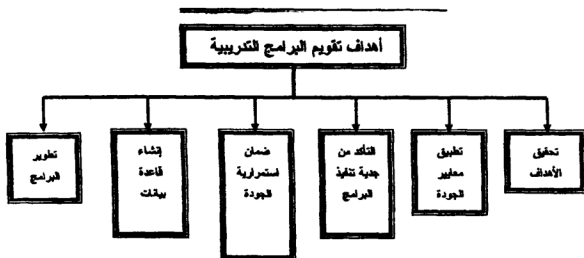 أهداف تقويم البرامج التدريبية
تحقيق
الأهداف
تطبيق
معايير
الجودة
التأكد من
جدية تنفيذ
البرامج
ضمان
استمرارية
الجودة
إنشاء
قاعدة
بيانات
تطوير
البرامج